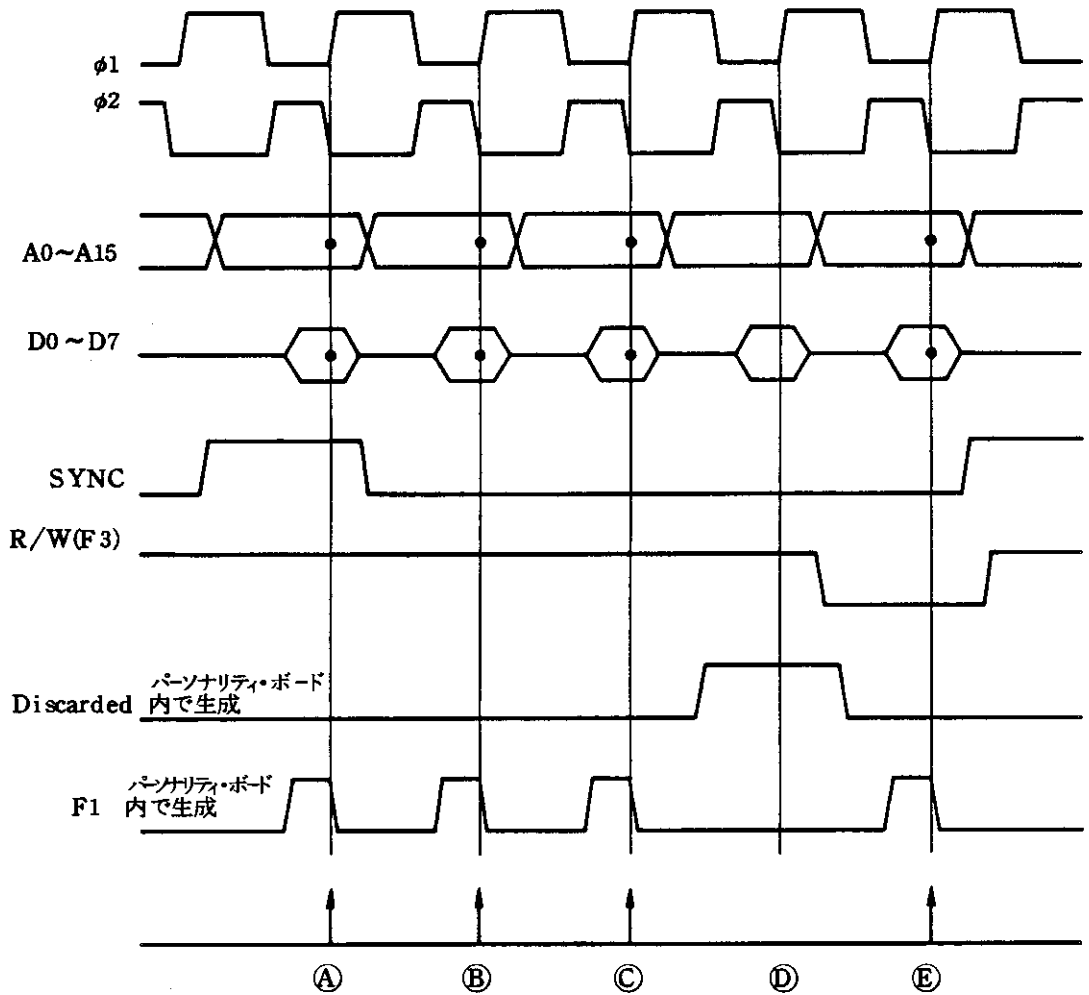 φ1
φ2
A0~A15
D0~D7
SYNC
R/W(F3)
Discarded パーソナリティ・ボード
内で生成
F1 パーソナリティ・ボード
内で生成
Ⓐ Ⓑ Ⓒ Ⓓ Ⓔ